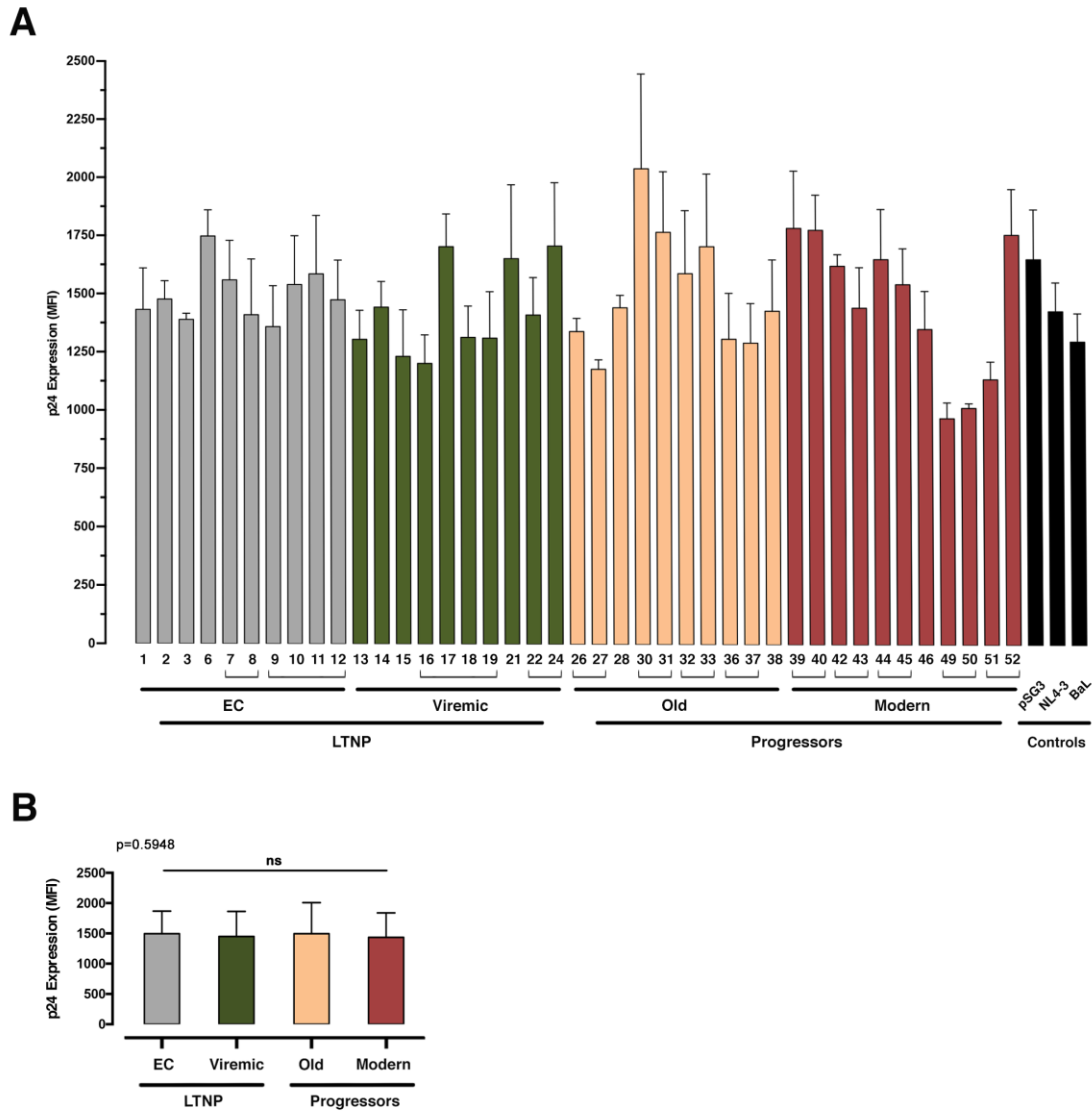 A
p24 Expression (MFI)
2500
2250
2000
1750
1500
1250
1000
750
500
250
0
1 2 3 6 7 8 9 10 11 12 13 14 15 16 17 18 19 21 22 24 26 27 28 30 31 32 33 36 37 38 39 40 42 43 44 45 46 49 50 51 52 pSG3 NL4-3 BaL
EC Viremic Old Modern
LTNP Progressors Controls
B
p=0.5948
ns
p24 Expression (MFI)
2500
2000
1500
1000
500
0
EC Viremic Old Modern
LTNP Progressors